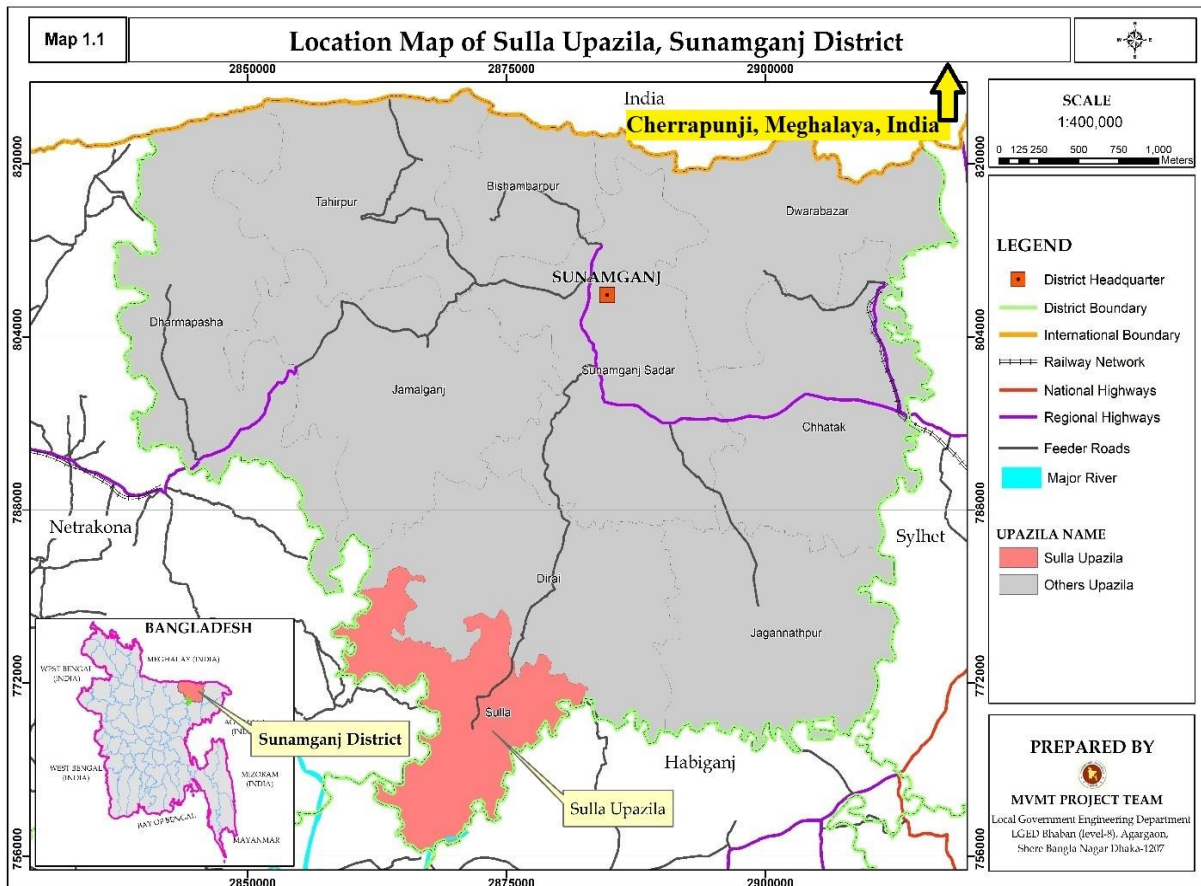 Map 1.1
Location Map of Sulla Upazila, Sunamganj District
N
W E
S
2850000 2875000 2900000
820000
804000
788000
772000
756000
820000
804000
788000
772000
756000
India
Cherrapunji, Meghalaya, India
Bishambarpur
Tahirpur
Dwarabazar
SUNAMGANJ
Dharmapasha
Sunamganj Sadar
Jamalganj
Chhatak
Netrakona
Sylhet
Dirai
Jagannathpur
Sulla
Habiganj
Sulla Upazila
BANGLADESH
MEGHALAY (INDIA)
WEST BENGAL
(INDIA)
Sunamganj District
WEST BENGAL
(INDIA)
MIZORAM
(INDIA)
BAY OF BENGAL
MAYANMAR
2850000 2875000 2900000
SCALE
1:400,000
0 125 250 500 750 1,000
Meters
LEGEND
District Headquarter
District Boundary
International Boundary
Railway Network
National Highways
Regional Highways
Feeder Roads
Major River
UPAZILA NAME
Sulla Upazila
Others Upazila
PREPARED BY
MVMT PROJECT TEAM
Local Government Engineering Department
LGED Bhaban (level-8), Agargaon,
Shere Bangla Nagar Dhaka-1207